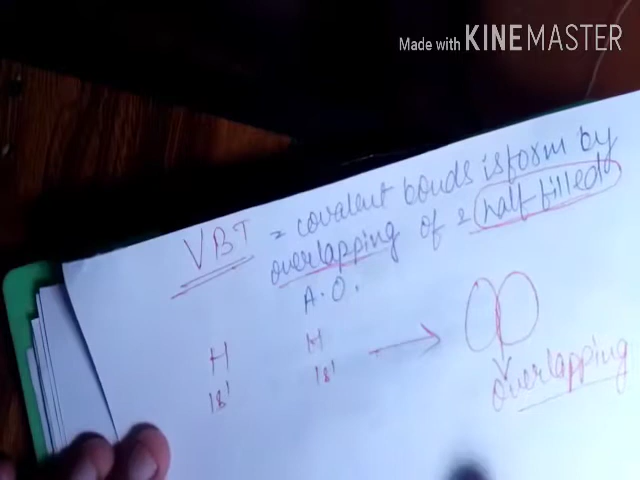 Made with KINEMASTER
VBT = covalent bonds is form by
overlapping of 2 half filled
A.O.
H H
1s¹ 1s¹
overlapping